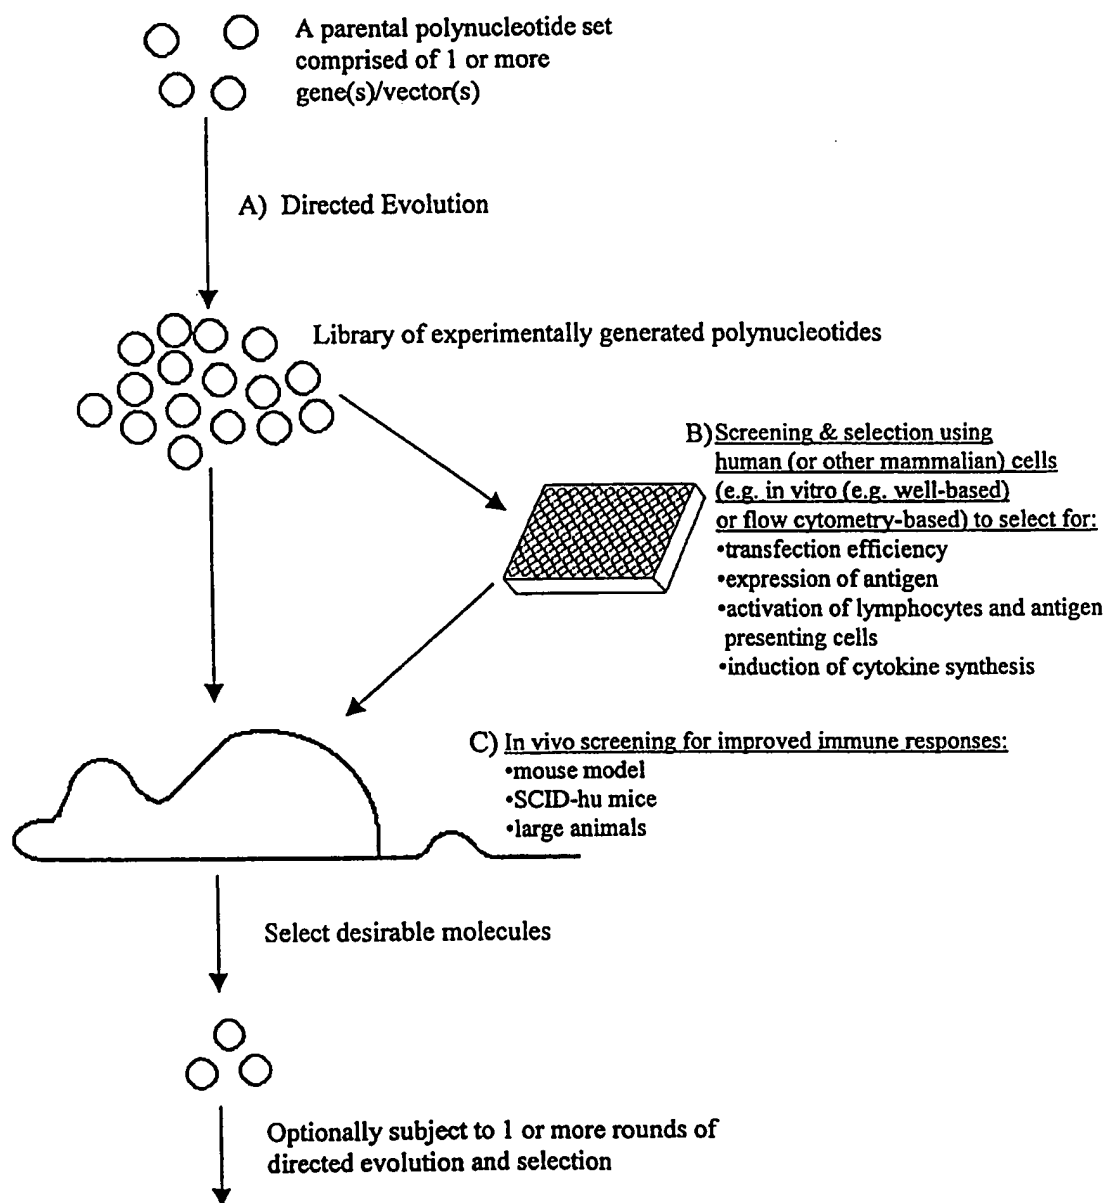 A parental polynucleotide set
comprised of 1 or more
gene(s)/vector(s)
A) Directed Evolution
Library of experimentally generated polynucleotides
B) Screening & selection using
human (or other mammalian) cells
(e.g. in vitro (e.g. well-based)
or flow cytometry-based) to select for:
•transfection efficiency
•expression of antigen
•activation of lymphocytes and antigen
presenting cells
•induction of cytokine synthesis
C) In vivo screening for improved immune responses:
•mouse model
•SCID-hu mice
•large animals
Select desirable molecules
Optionally subject to 1 or more rounds of
directed evolution and selection